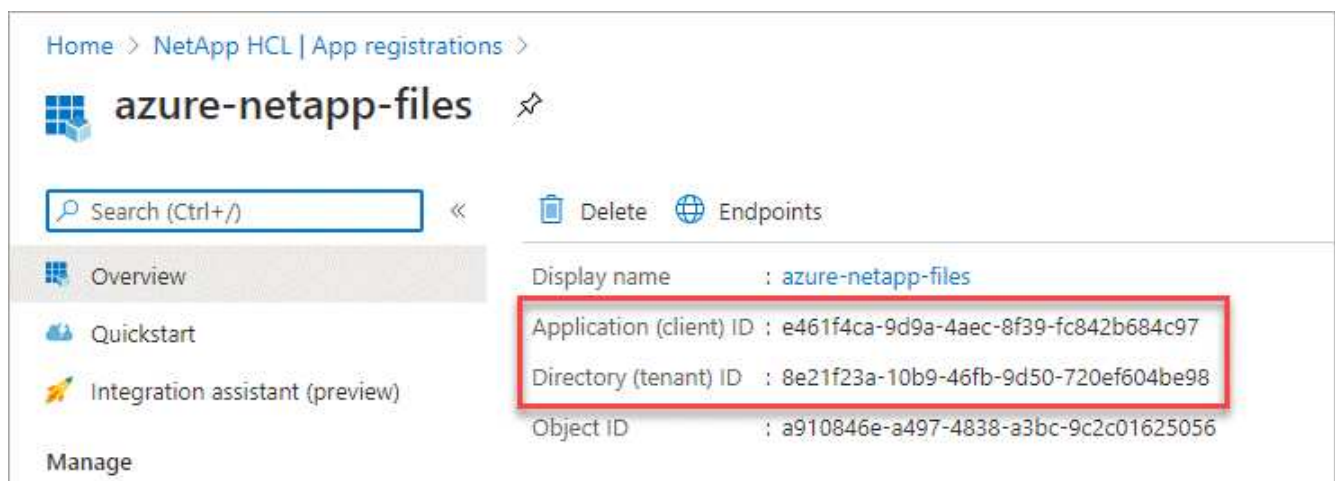 Home > NetApp HCL | App registrations >
azure-netapp-files
Search (Ctrl+/)
«
Delete
Endpoints
Overview
Quickstart
Integration assistant (preview)
Manage
Display name : azure-netapp-files
Application (client) ID : e461f4ca-9d9a-4aec-8f39-fc842b684c97
Directory (tenant) ID : 8e21f23a-10b9-46fb-9d50-720ef604be98
Object ID : a910846e-a497-4838-a3bc-9c2c01625056